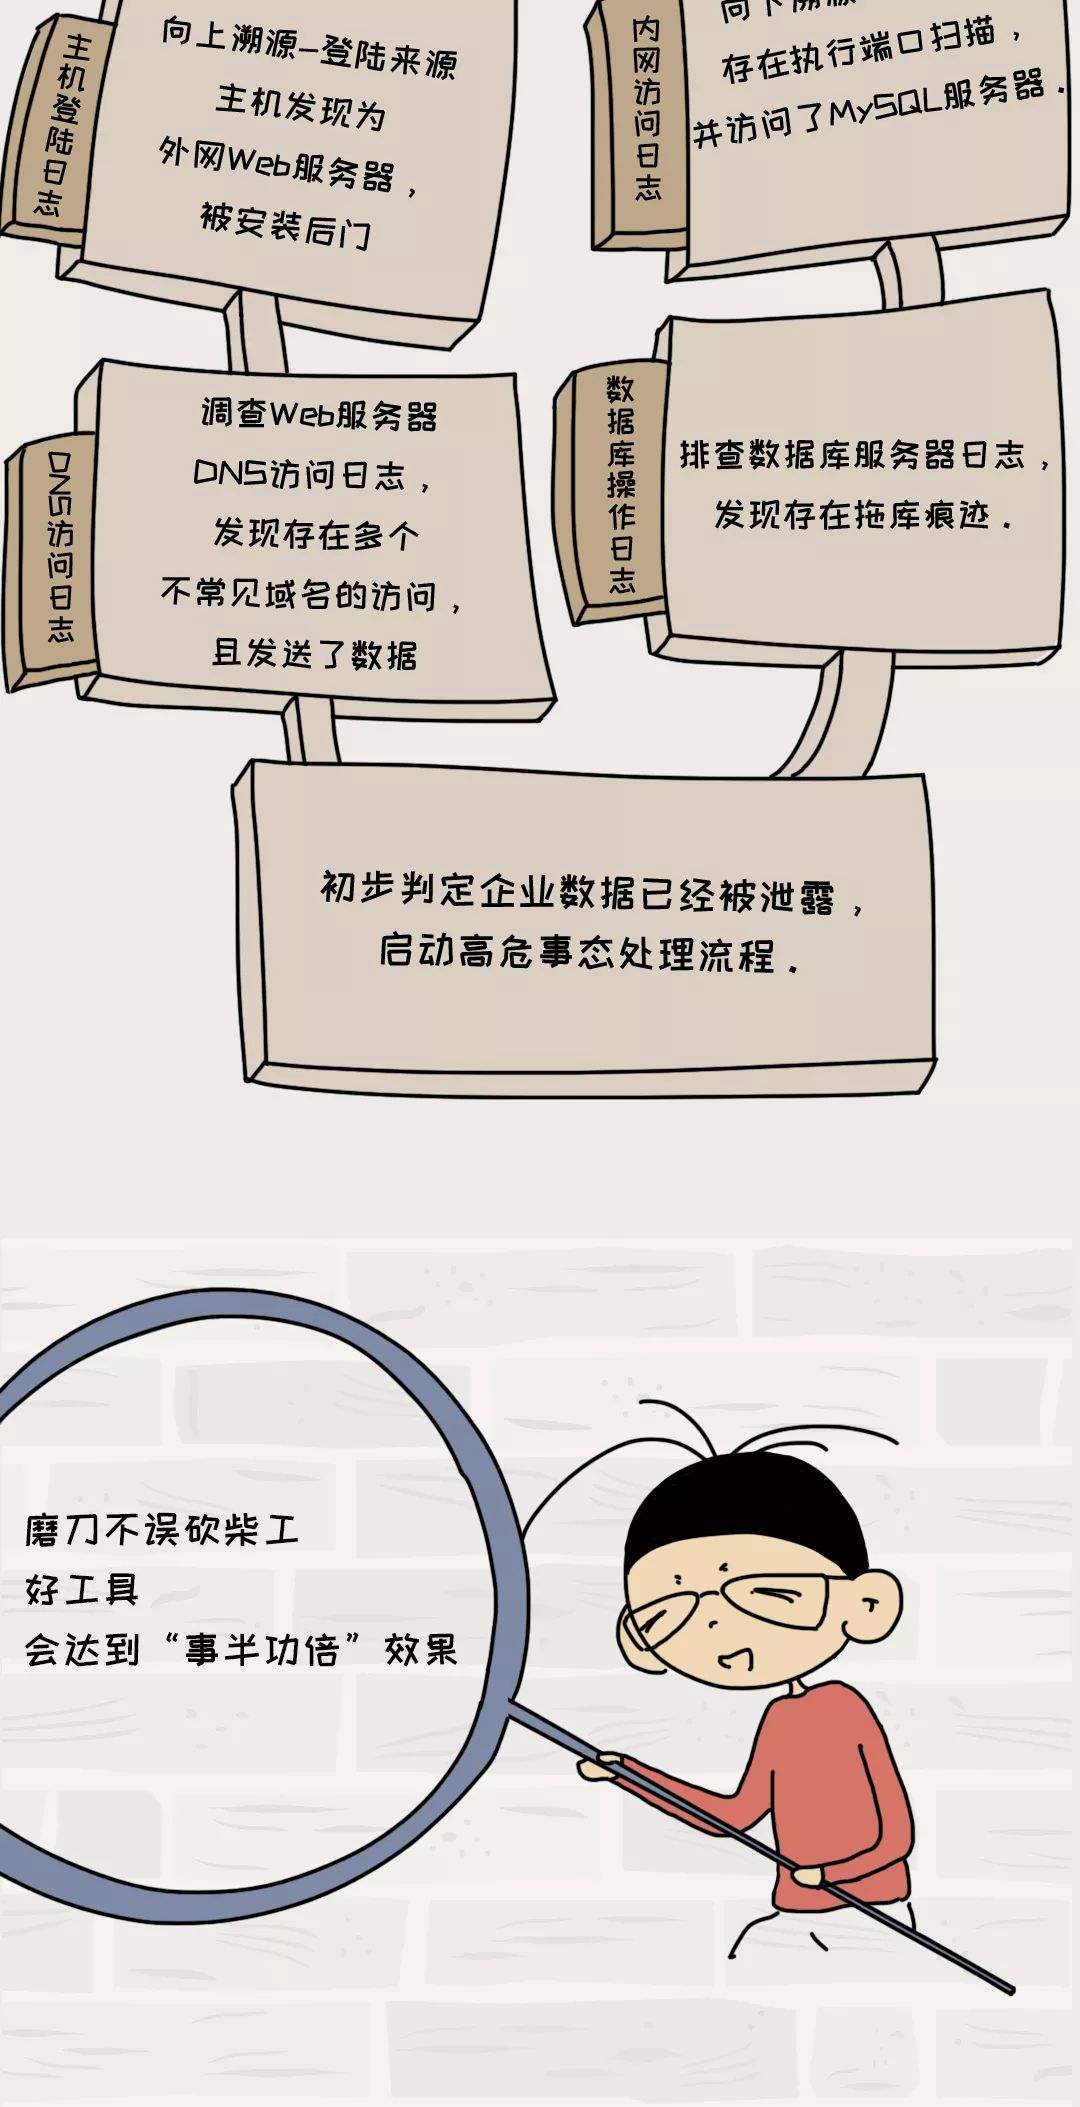 主机登陆日志
向上溯源-登陆来源
主机发现为
外网Web服务器，
被安装后门
内网访问日志
向下溯源
存在执行端口扫描，
并访问了MySQL服务器.
DNS访问日志
调查Web服务器
DNS访问日志，
发现存在多个
不常见域名的访问，
且发送了数据
数据库操作日志
排查数据库服务器日志，
发现存在拖库痕迹.
初步判定企业数据已经被泄露，
启动高危事态处理流程.
磨刀不误砍柴工
好工具
会达到“事半功倍”效果